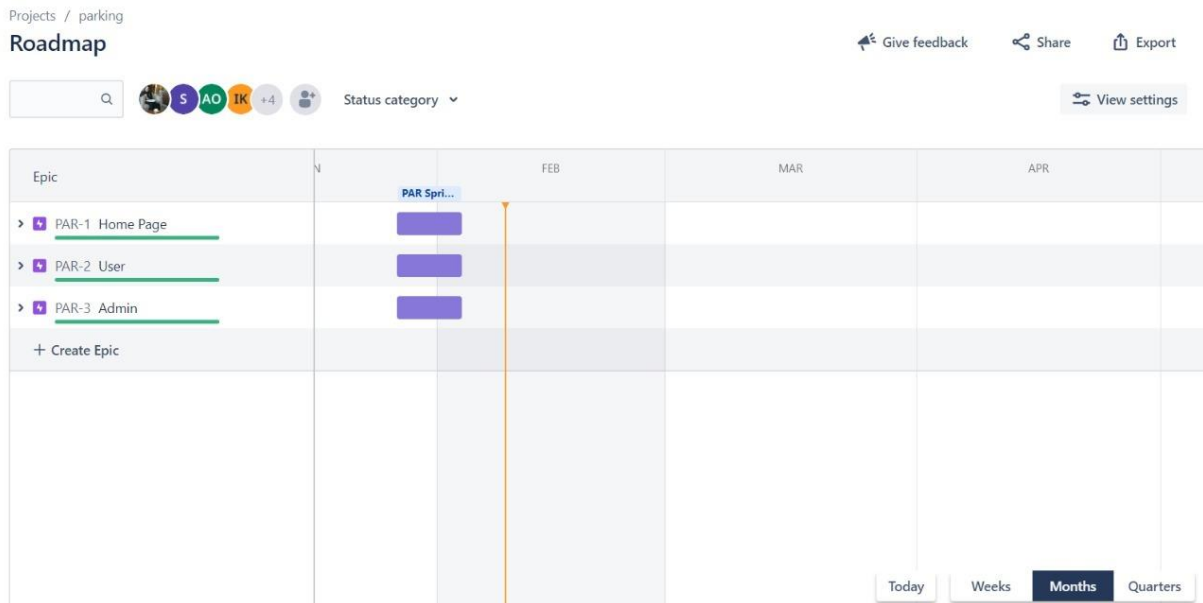 Projects / parking
Roadmap
Give feedback
Share
Export
S AO IK +4
Status category
View settings
Epic
N FEB MAR APR
PAR Spri...
PAR-1 Home Page
PAR-2 User
PAR-3 Admin
+ Create Epic
Today Weeks Months Quarters